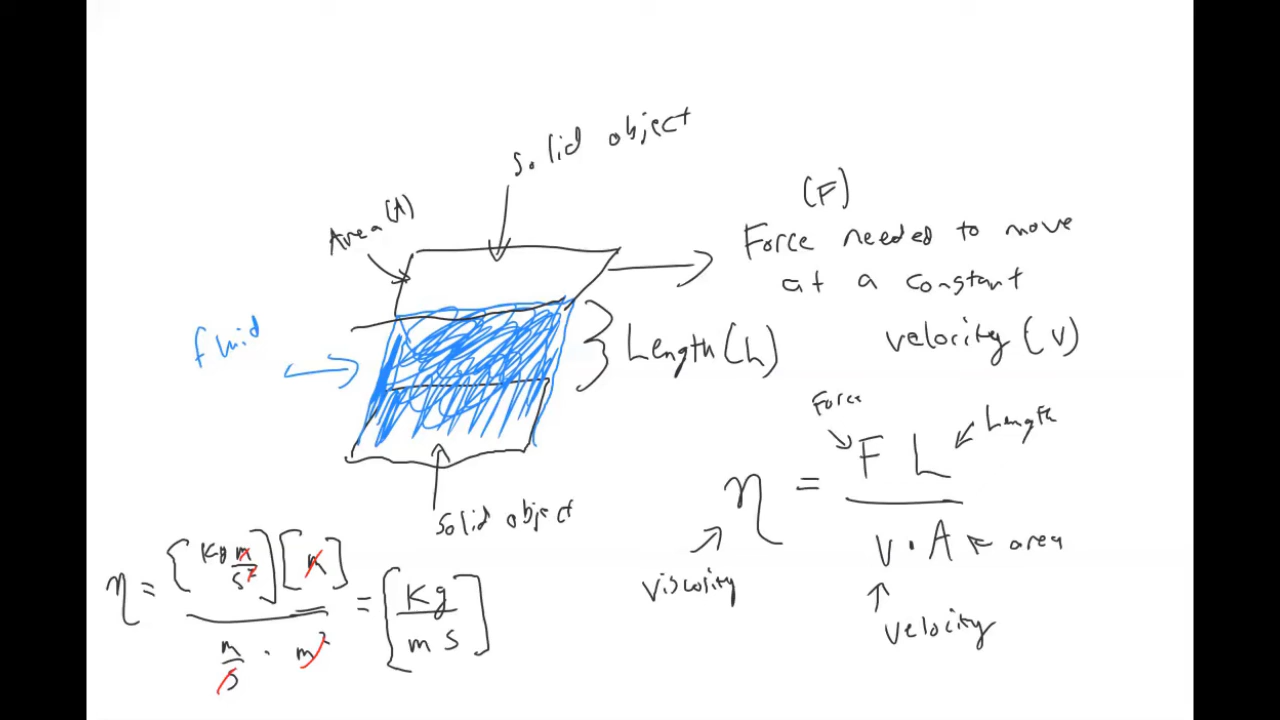 Solid object
Area (A)
(F)
Force needed to move
at a constant
velocity (v)
fluid
Length (L)
Force
Length
η = F L
v · A
area
Viscosity
velocity
Solid object
η = [Kg m/s²] [m] / m/s · m² = [Kg / m s]